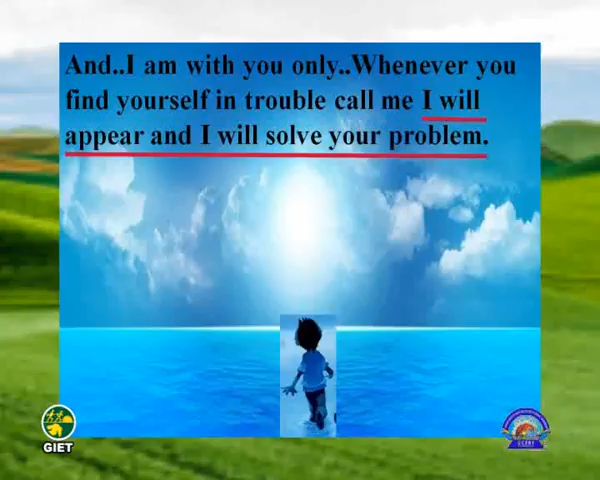 And..I am with you only..Whenever you
find yourself in trouble call me I will
appear and I will solve your problem.
GIET